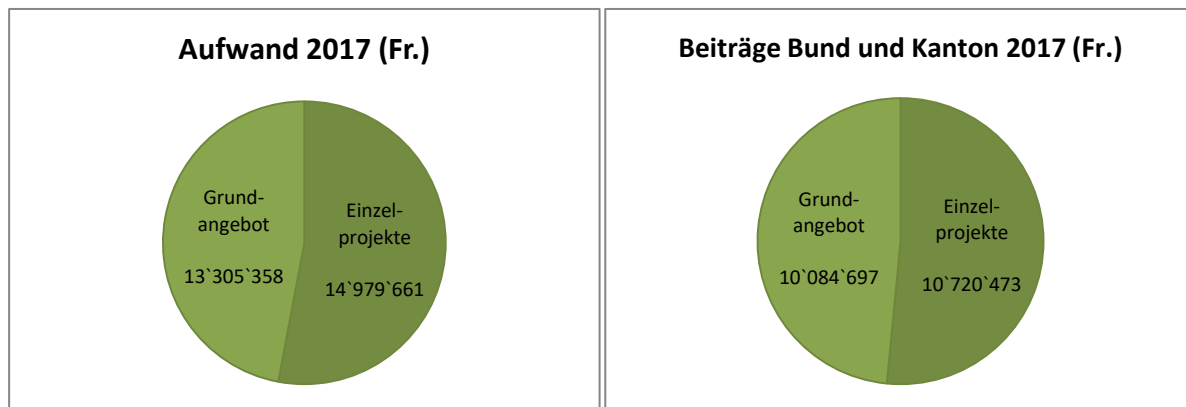 Aufwand 2017 (Fr.)
Grund-
angebot
13`305`358
Einzel-
projekte
14`979`661
Beiträge Bund und Kanton 2017 (Fr.)
Grund-
angebot
10`084`697
Einzel-
projekte
10`720`473